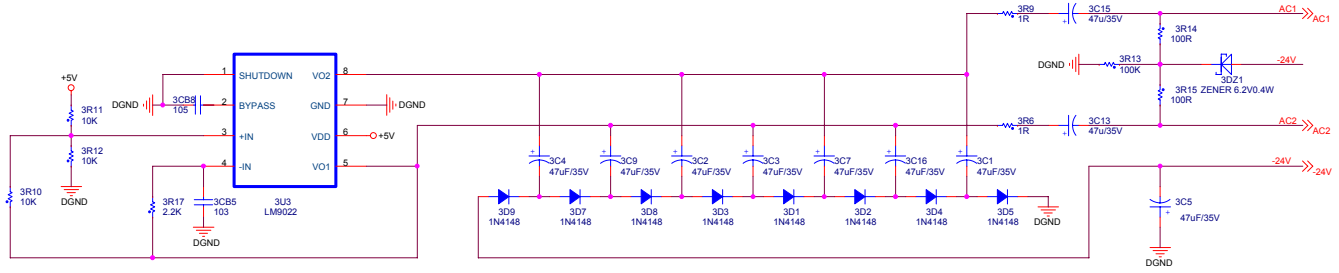 3R9
1R
3C15
47u/35V
AC1
AC1
3R14
100R
3R13
100K
DGND
-24V
3DZ1
ZENER 6.2V0.4W
3R15
100R
3R6
1R
3C13
47u/35V
AC2
AC2
-24V
-24V
3C5
47uF/35V
DGND
+5V
3R11
10K
3R12
10K
DGND
3R10
10K
DGND
3CB8
105
1
SHUTDOWN
VO2
8
2
BYPASS
GND
7
DGND
3
+IN
VDD
6
+5V
4
-IN
VO1
5
3U3
LM9022
3R17
2.2K
3CB5
103
DGND
3C4
47uF/35V
3C9
47uF/35V
3C2
47uF/35V
3C3
47uF/35V
3C7
47uF/35V
3C16
47uF/35V
3C1
47uF/35V
3D9
1N4148
3D7
1N4148
3D8
1N4148
3D3
1N4148
3D1
1N4148
3D2
1N4148
3D4
1N4148
3D5
1N4148
DGND